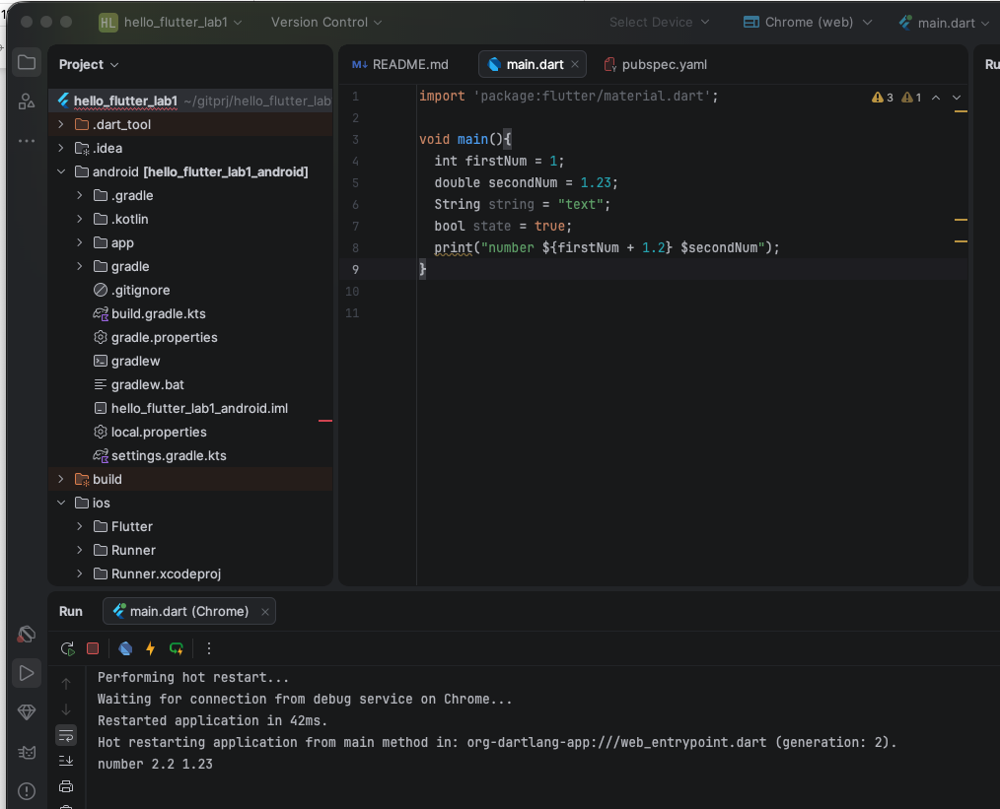 HL hello_flutter_lab1 Version Control Select Device Chrome (web) main.dart
Project
README.md main.dart pubspec.yaml
hello_flutter_lab1 ~/gitprj/hello_flutter_lab
.dart_tool
.idea
android [hello_flutter_lab1_android]
.gradle
.kotlin
app
gradle
.gitignore
build.gradle.kts
gradle.properties
gradlew
gradlew.bat
hello_flutter_lab1_android.iml
local.properties
settings.gradle.kts
build
ios
Flutter
Runner
Runner.xcodeproj
3 1
1 import 'package:flutter/material.dart';
2
3 void main(){
4 int firstNum = 1;
5 double secondNum = 1.23;
6 String string = "text";
7 bool state = true;
8 print("number ${firstNum + 1.2} $secondNum");
9 }
10
11
Ru
Run main.dart (Chrome)
Performing hot restart...
Waiting for connection from debug service on Chrome...
Restarted application in 42ms.
Hot restarting application from main method in: org-dartlang-app:///web_entrypoint.dart (generation: 2).
number 2.2 1.23